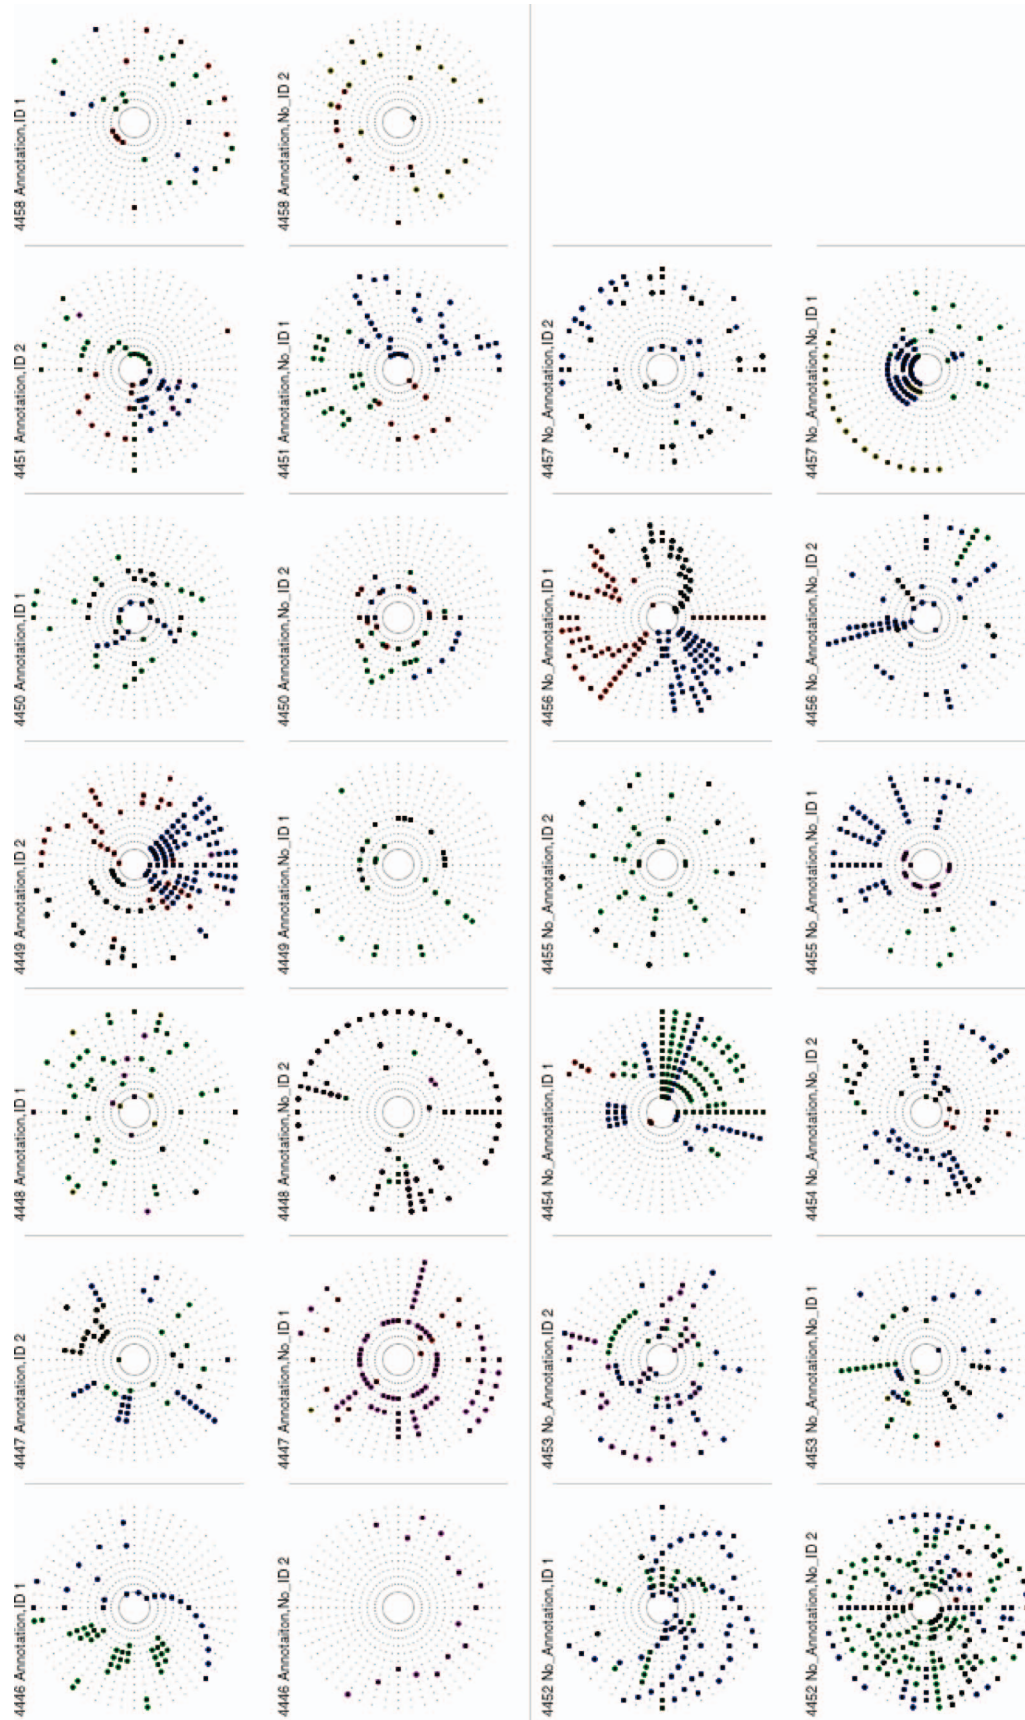 4446 Annotation,ID 1
4447 Annotation,ID 2
4448 Annotation,ID 1
4449 Annotation,ID 2
4450 Annotation,ID 1
4451 Annotation,ID 2
4458 Annotation,ID 1
4446 Annotaiton,No_ID 2
4447 Annotation,No_ID 1
4448 Annotation,No_ID 2
4449 Annotation,No_ID 1
4450 Annotation,No_ID 2
4451 Annotation,No_ID 1
4458 Annotation,No_ID 2
4452 No_Annotation,ID 1
4453 No_Annotation,ID 2
4454 No_Annotation,ID 1
4455 No_Annotation,ID 2
4456 No_Annotation,ID 1
4457 No_Annotation,ID 2
4452 No_Annotation,No_ID 2
4453 No_Annotation,No_ID 1
4454 No_Annotation,No_ID 2
4455 No_Annotation,No_ID 1
4456 No_Annotation,No_ID 2
4457 No_Annotation,No_ID 1